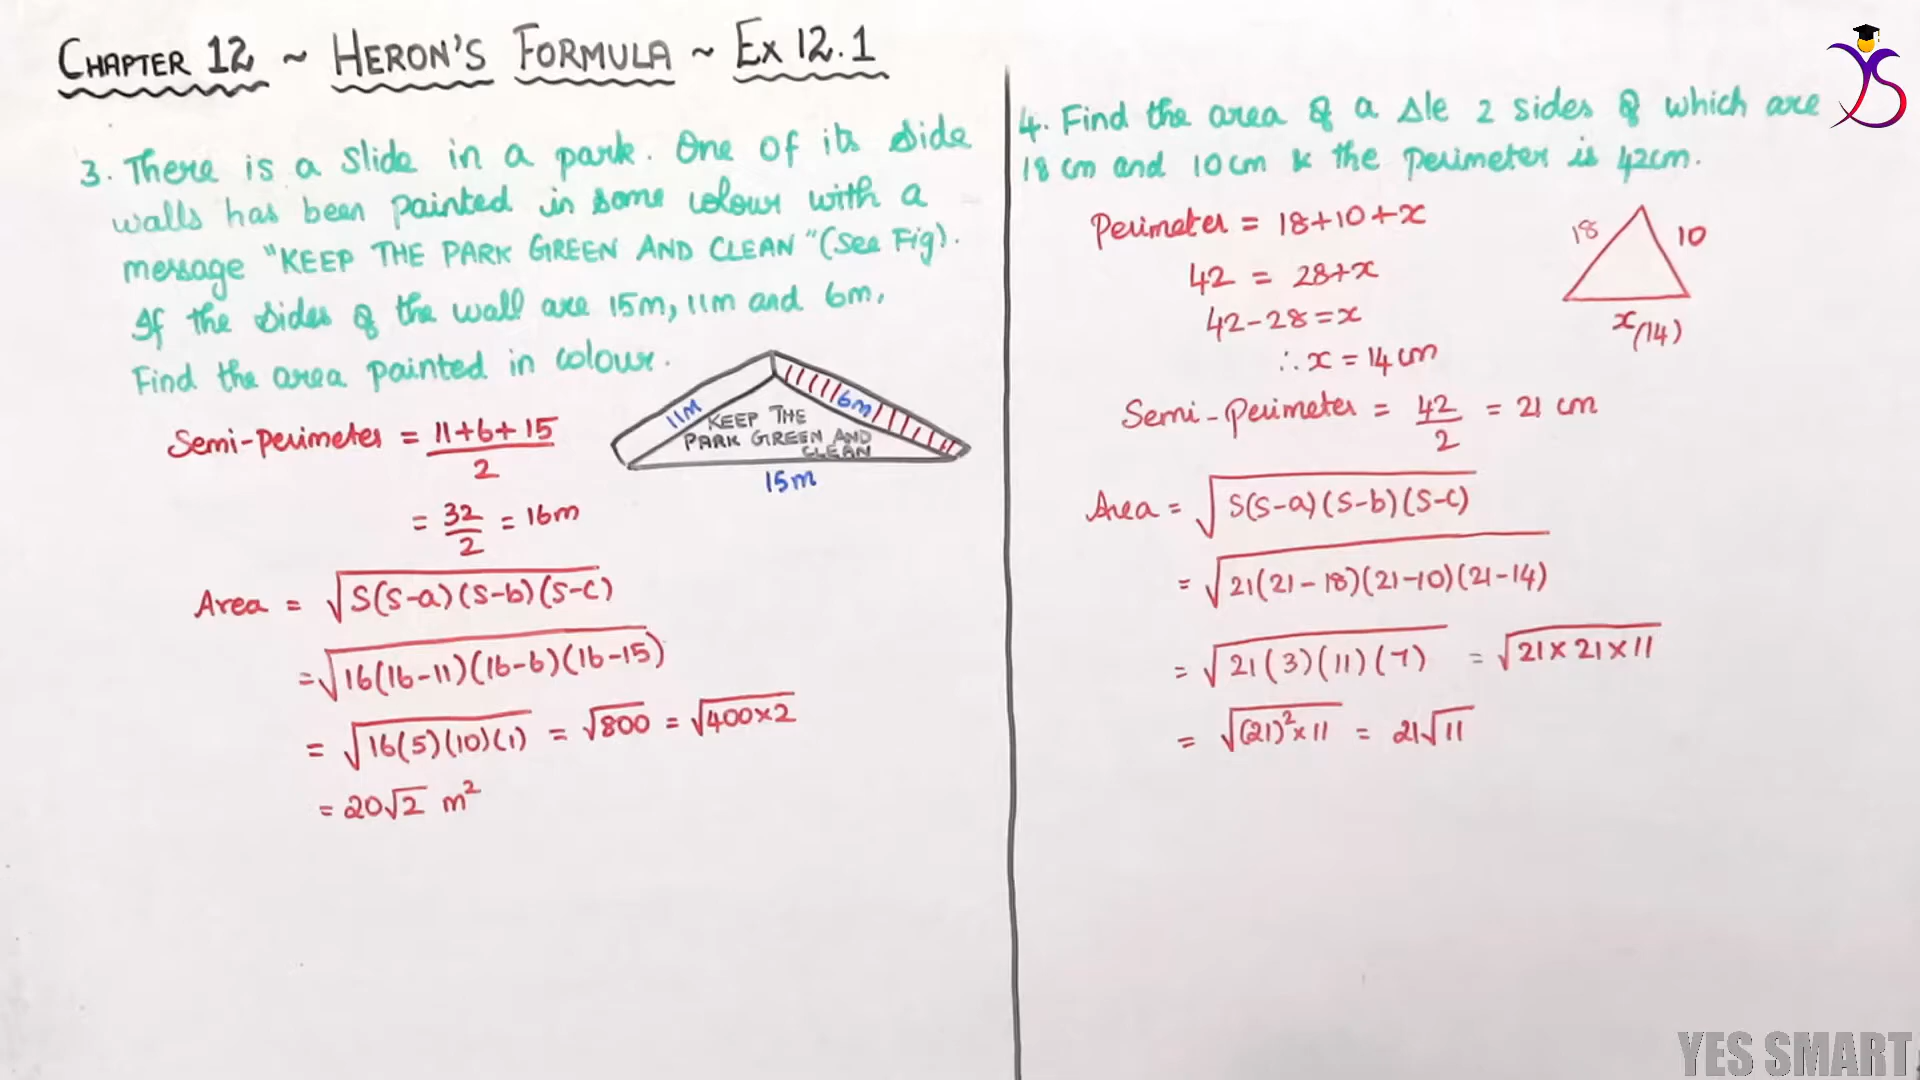 CHAPTER 12 ~ HERON'S FORMULA ~ EX 12.1
3. There is a slide in a park. One of its side
walls has been painted in some colour with a
message "KEEP THE PARK GREEN AND CLEAN" (See Fig).
If the sides of the wall are 15m, 11m and 6m,
Find the area painted in colour.
11m
6m
KEEP THE
PARK GREEN AND
CLEAN
15m
Semi-perimeter = 11+6+15/2
= 32/2 = 16m
Area = √S(S-a)(S-b)(S-c)
= √16(16-11)(16-6)(16-15)
= √16(5)(10)(1) = √800 = √400×2
= 20√2 m²
4. Find the area of a Δle 2 sides of which are
18 cm and 10cm & the perimeter is 42cm.
Perimeter = 18+10+x
42 = 28+x
42-28=x
∴ x = 14 cm
18
10
x(14)
Semi-Perimeter = 42/2 = 21 cm
Area = √S(S-a)(S-b)(S-c)
= √21(21-18)(21-10)(21-14)
= √21(3)(11)(7) = √21×21×11
= √(21)²×11 = 21√11
YS
YES SMART